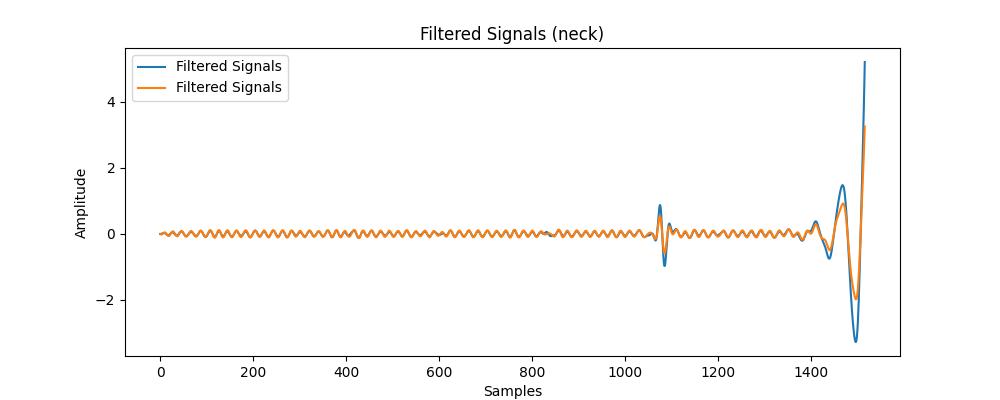 Filtered Signals (neck)
Filtered Signals
Filtered Signals
4
2
0
−2
Amplitude
0 200 400 600 800 1000 1200 1400
Samples